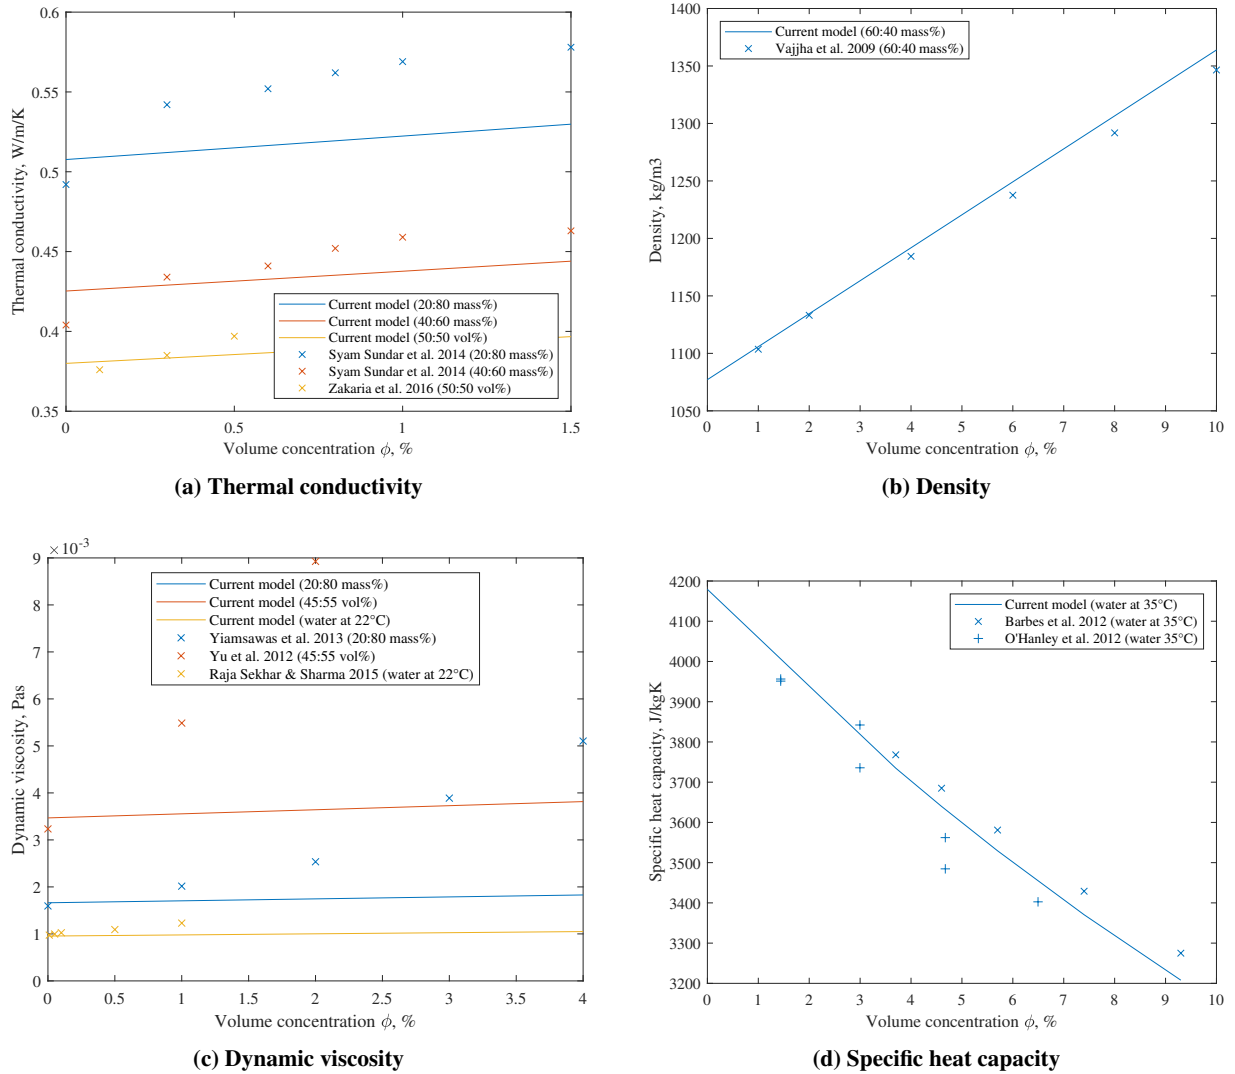 0.6
0.55
0.5
0.45
0.4
0.35
Thermal conductivity, W/m/K
Current model (20:80 mass%)
Current model (40:60 mass%)
Current model (50:50 vol%)
Syam Sundar et al. 2014 (20:80 mass%)
Syam Sundar et al. 2014 (40:60 mass%)
Zakaria et al. 2016 (50:50 vol%)
0 0.5 1 1.5
Volume concentration ϕ, %
(a) Thermal conductivity
1400
1350
1300
1250
1200
1150
1100
1050
Density, kg/m3
Current model (60:40 mass%)
Vajjha et al. 2009 (60:40 mass%)
0 1 2 3 4 5 6 7 8 9 10
Volume concentration ϕ, %
(b) Density
×10⁻³
9
8
7
6
5
4
3
2
1
0
Dynamic viscosity, Pas
Current model (20:80 mass%)
Current model (45:55 vol%)
Current model (water at 22°C)
Yiamsawas et al. 2013 (20:80 mass%)
Yu et al. 2012 (45:55 vol%)
Raja Sekhar & Sharma 2015 (water at 22°C)
0 0.5 1 1.5 2 2.5 3 3.5 4
Volume concentration ϕ, %
(c) Dynamic viscosity
4200
4100
4000
3900
3800
3700
3600
3500
3400
3300
3200
Specific heat capacity, J/kgK
Current model (water at 35°C)
Barbes et al. 2012 (water at 35°C)
O'Hanley et al. 2012 (water 35°C)
0 1 2 3 4 5 6 7 8 9 10
Volume concentration ϕ, %
(d) Specific heat capacity